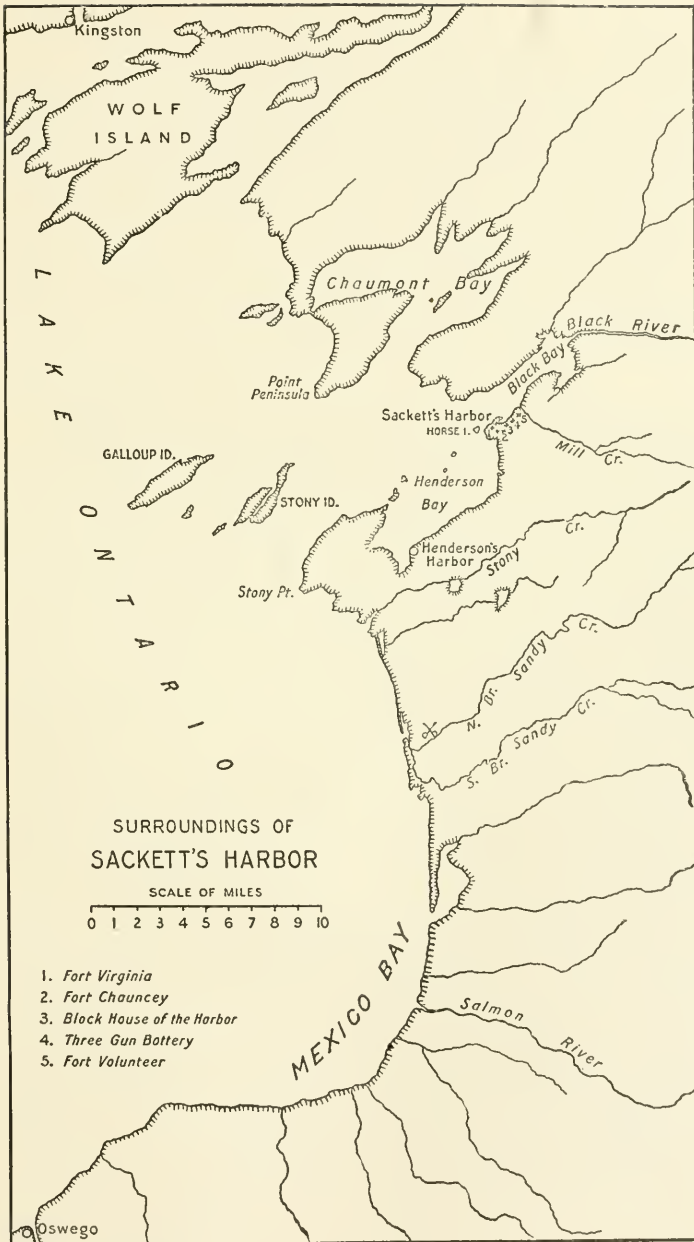 Kingston
WOLF
ISLAND
LAKE ONTARIO
Chaumont Bay
Black River
Black Bay
Point
Peninsula
Sackett's Harbor
HORSE I.
Mill Cr.
GALLOUP ID.
STONY ID.
Henderson
Bay
Henderson's
Harbor
Stony Cr.
Stony Pt.
N. Br. Sandy Cr.
S. Br. Sandy Cr.
SURROUNDINGS OF
SACKETT'S HARBOR
SCALE OF MILES
0 1 2 3 4 5 6 7 8 9 10
1. Fort Virginia
2. Fort Chauncey
3. Block House of the Harbor
4. Three Gun Battery
5. Fort Volunteer
MEXICO BAY
Salmon River
Oswego